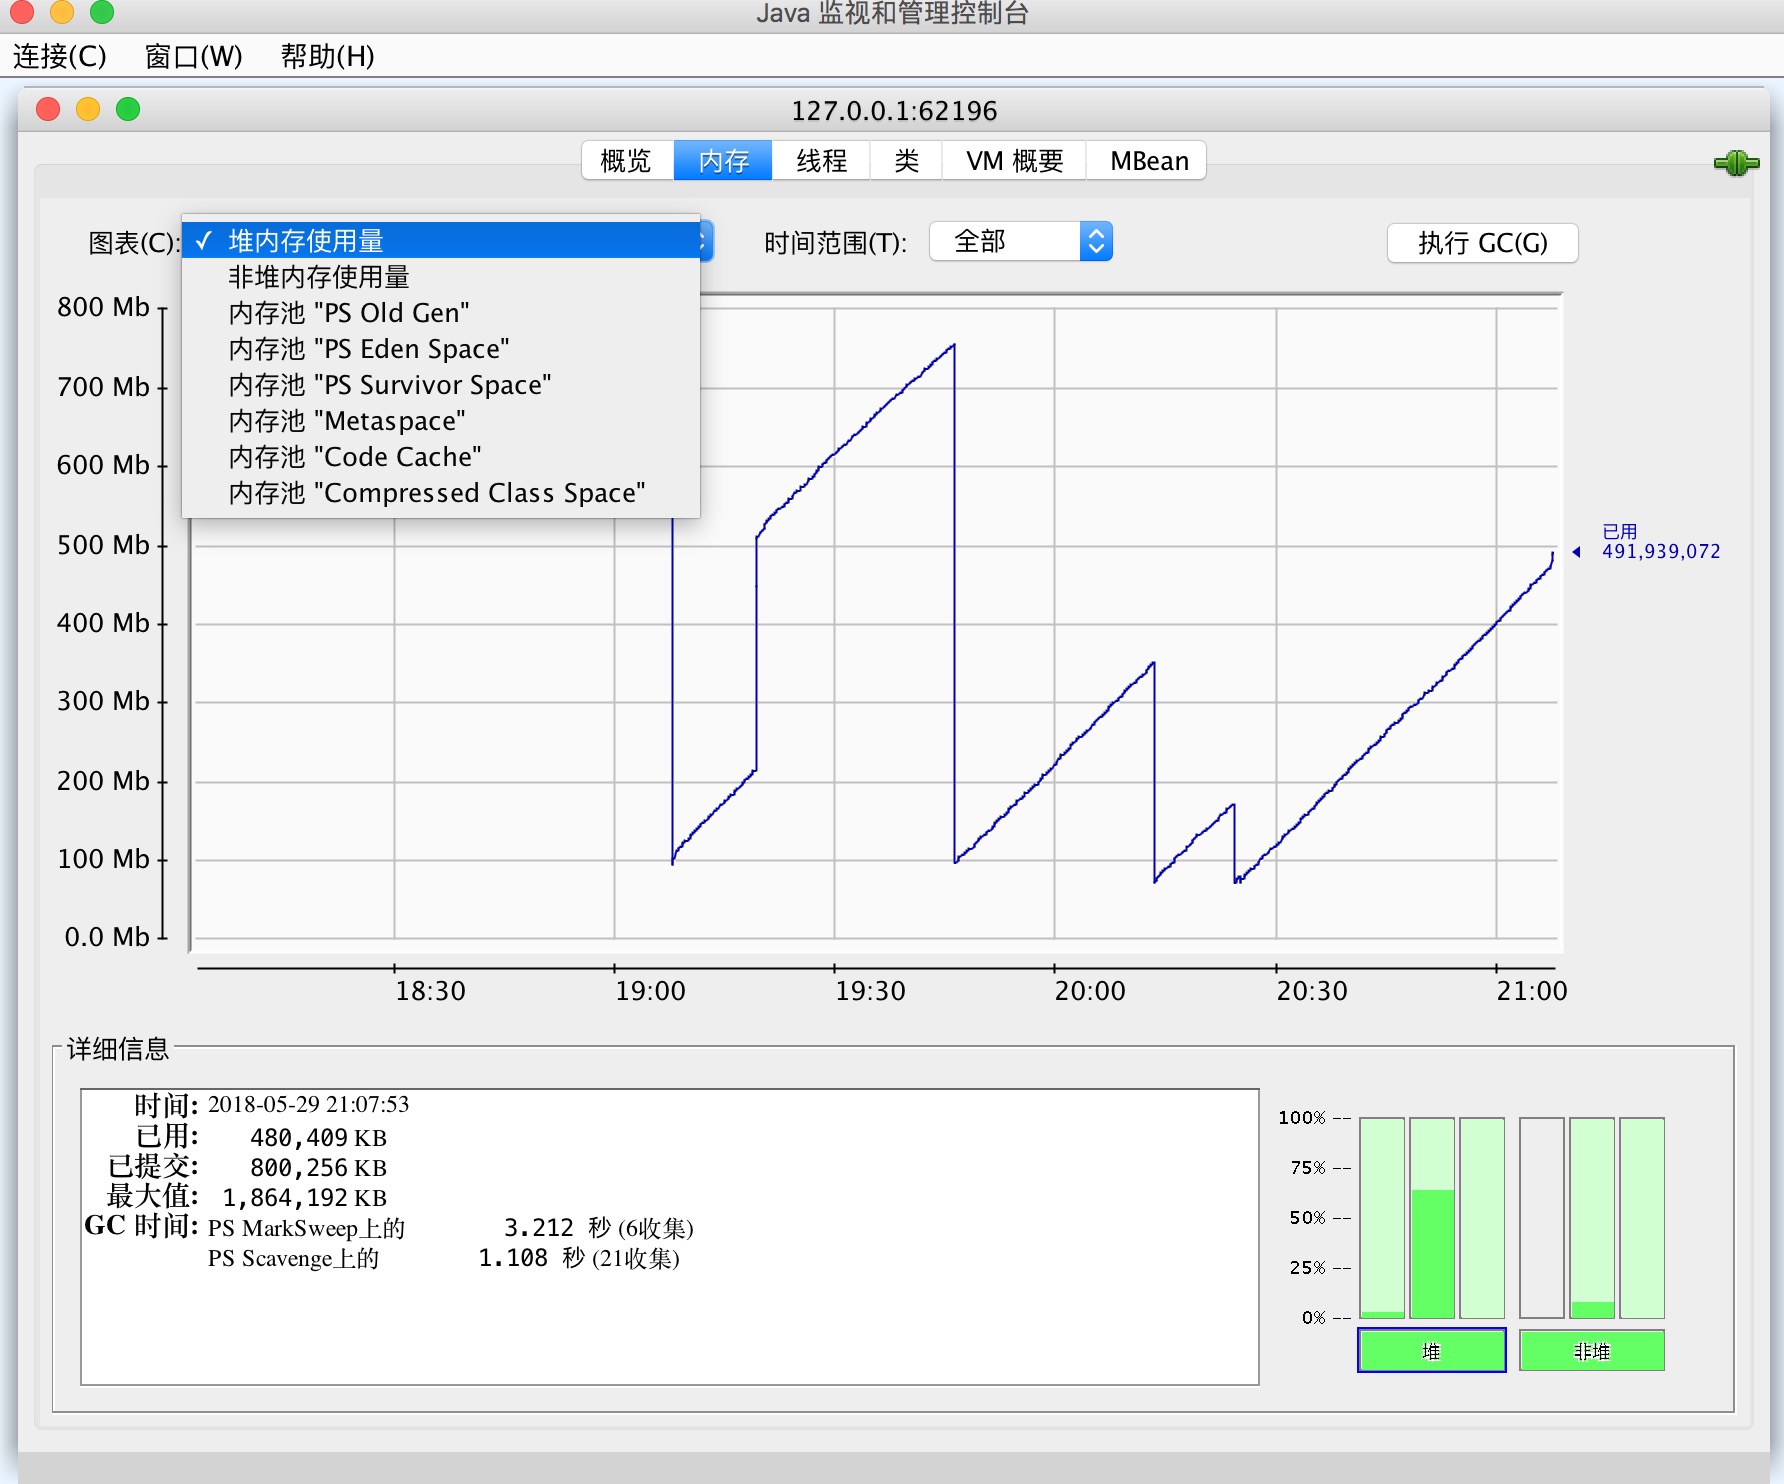 Java 监视和管理控制台
连接(C) 窗口(W) 帮助(H)
127.0.0.1:62196
概览 内存 线程 类 VM 概要 MBean
图表(C): ✓ 堆内存使用量 时间范围(T): 全部 执行 GC(G)
非堆内存使用量
内存池 "PS Old Gen"
内存池 "PS Eden Space"
内存池 "PS Survivor Space"
内存池 "Metaspace"
内存池 "Code Cache"
内存池 "Compressed Class Space"
800 Mb
700 Mb
600 Mb
500 Mb
400 Mb
300 Mb
200 Mb
100 Mb
0.0 Mb
已用
491,939,072
18:30 19:00 19:30 20:00 20:30 21:00
详细信息
时间: 2018-05-29 21:07:53
已用: 480,409 KB
已提交: 800,256 KB
最大值: 1,864,192 KB
GC 时间: PS MarkSweep上的 3.212 秒 (6收集)
PS Scavenge上的 1.108 秒 (21收集)
100% --
75% --
50% --
25% --
0% --
堆 非堆